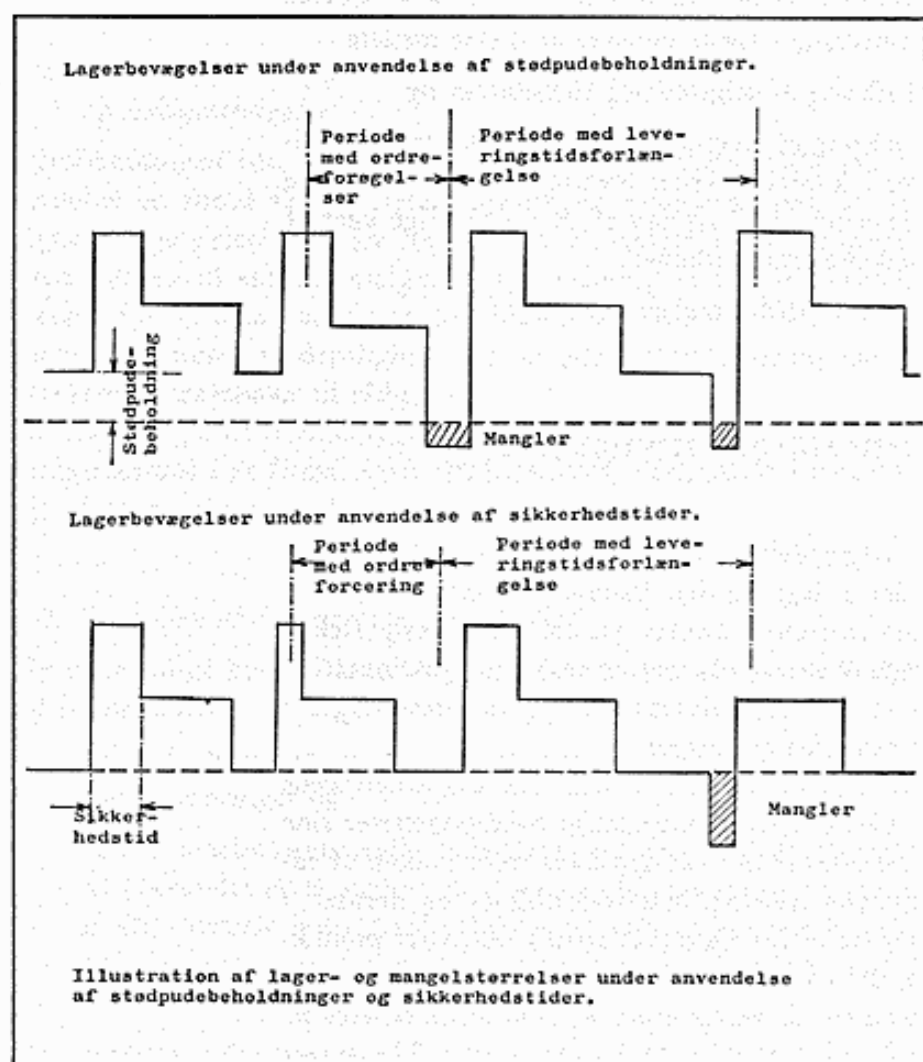 Lagerbevægelser under anvendelse af stødpudebeholdninger.
Periode
med ordre-
forøgel-
ser
Periode med leve-
ringstidsforlæn-
gelse
Stødpude-
beholdning
Mangler
Lagerbevægelser under anvendelse af sikkerhedstider.
Periode
med ordre
forcering
Periode med leve-
ringstidsforlæn-
gelse
Sikker-
hedstid
Mangler
Illustration af lager- og mangelstørrelser under anvendelse
af stødpudebeholdninger og sikkerhedstider.